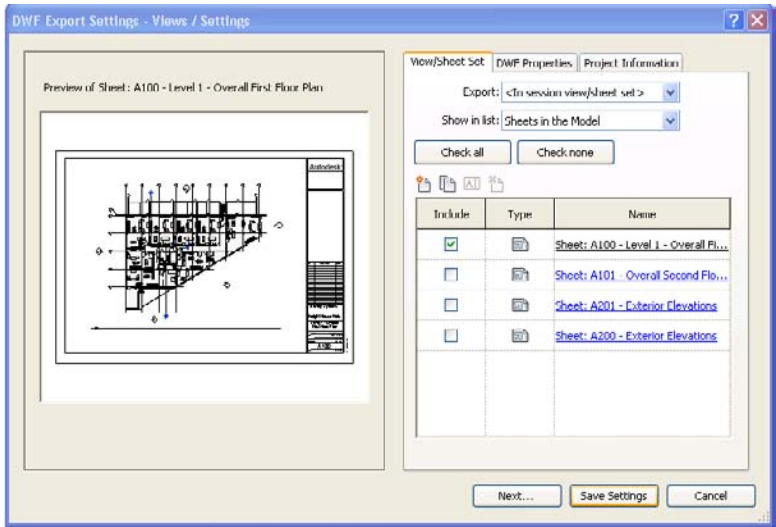 DWF Export Settings - Views / Settings
Preview of Sheet: A100 - Level 1 - Overall First Floor Plan
Autodesk
View/Sheet Set
DWF Properties
Project Information
Export:
<In session view/sheet set>
Show in list:
Sheets in the Model
Check all
Check none
Include
Type
Name
Sheet: A100 - Level 1 - Overall Fl...
Sheet: A101 - Overall Second Flo...
Sheet: A201 - Exterior Elevations
Sheet: A200 - Exterior Elevations
Next...
Save Settings
Cancel